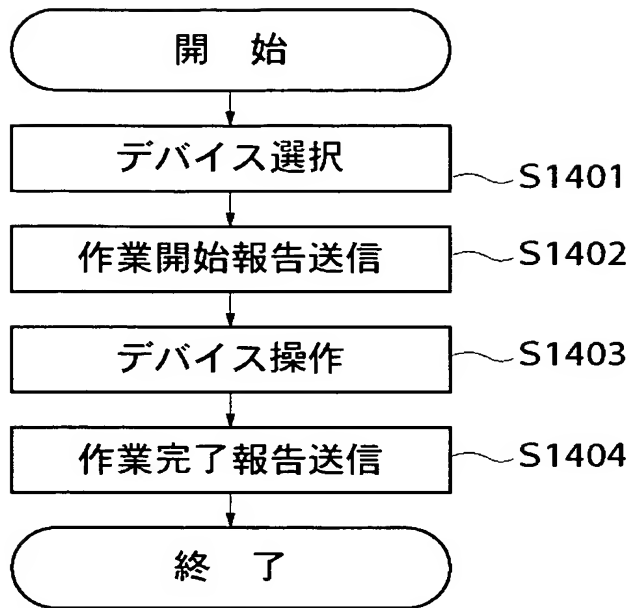 開 始
デバイス選択
S1401
作業開始報告送信
S1402
デバイス操作
S1403
作業完了報告送信
S1404
終 了